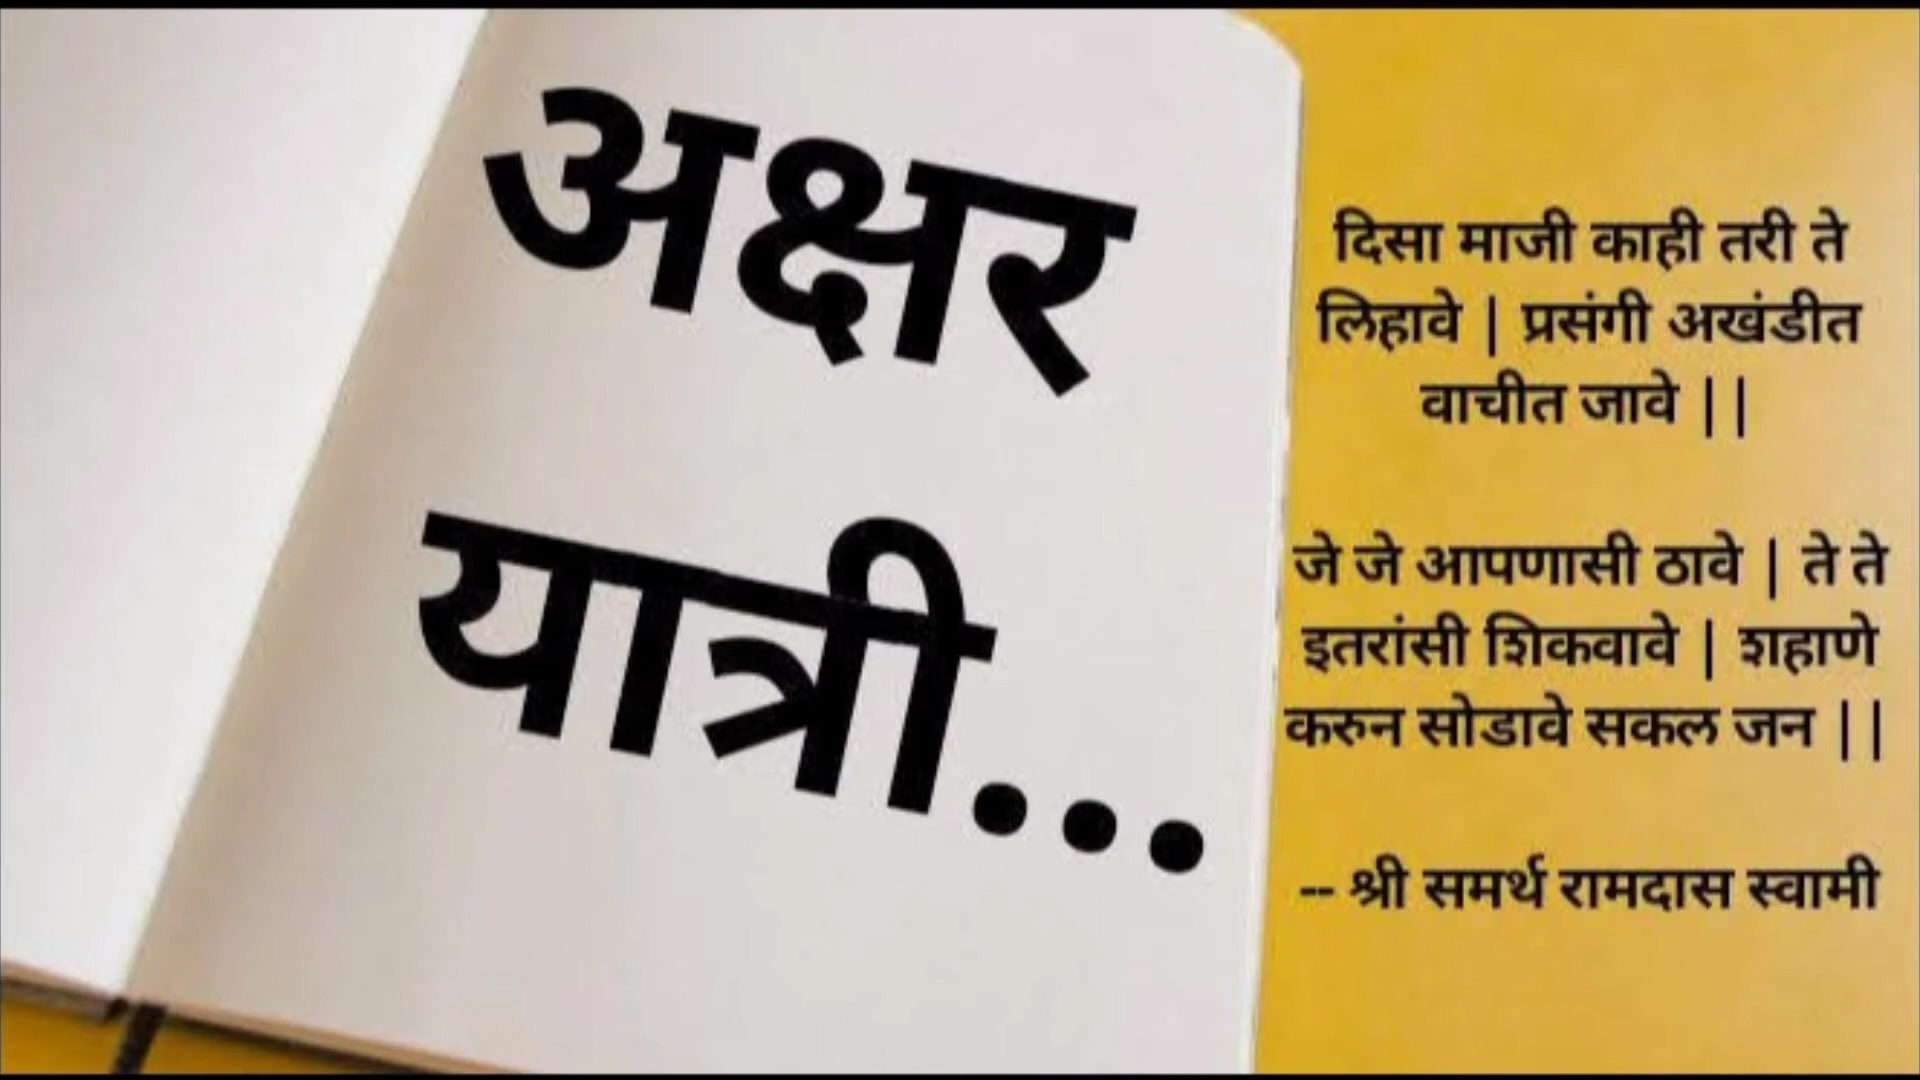 अक्षर
यात्री...
दिसा माजी काही तरी ते
लिहावे | प्रसंगी अखंडीत
वाचीत जावे ||
जे जे आपणासी ठावे | ते ते
इतरांसी शिकवावे | शहाणे
करुन सोडावे सकल जन ||
-- श्री समर्थ रामदास स्वामी